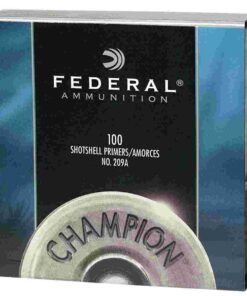 FEDERAL®
AMMUNITION
100
SHOTSHELL PRIMERS/AMORCES
NO. 209A
CHAMPION